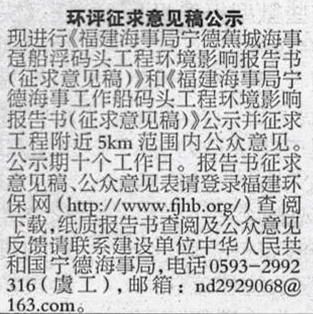 环评征求意见稿公示
现进行《福建海事局宁德蕉城海事
趸船浮码头工程环境影响报告书
(征求意见稿)》和《福建海事局宁
德海事工作船码头工程环境影响
报告书(征求意见稿)》公示并征求
工程附近5km范围内公众意见。
公示期十个工作日。报告书征求
意见稿、公众意见表请登录福建环
保网(http://www.fjhb.org/)查阅
下载,纸质报告书查阅及公众意见
反馈请联系建设单位中华人民共
和国宁德海事局,电话0593-2992
316(虞工),邮箱：nd2929068@
163.com。